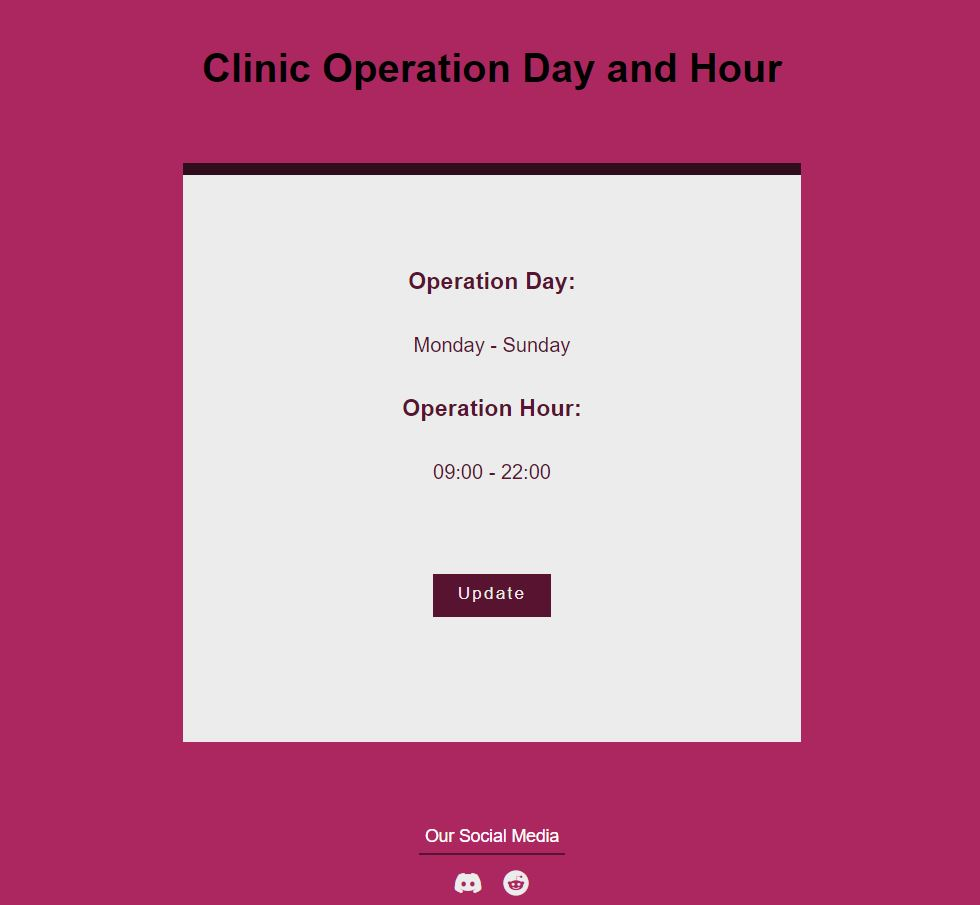 Clinic Operation Day and Hour
Operation Day:
Monday - Sunday
Operation Hour:
09:00 - 22:00
Update
Our Social Media